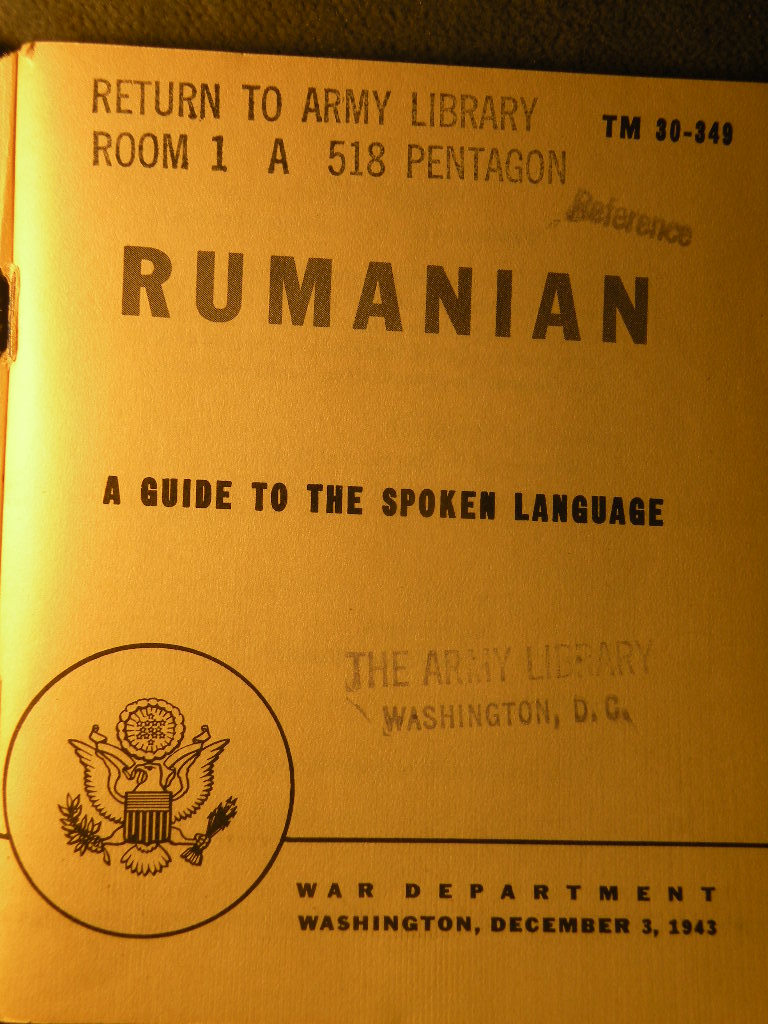 RETURN TO ARMY LIBRARY
ROOM 1 A 518 PENTAGON
TM 30-349
Reference
RUMANIAN
A GUIDE TO THE SPOKEN LANGUAGE
THE ARMY LIBRARY
WASHINGTON, D. C.
WAR DEPARTMENT
WASHINGTON, DECEMBER 3, 1943